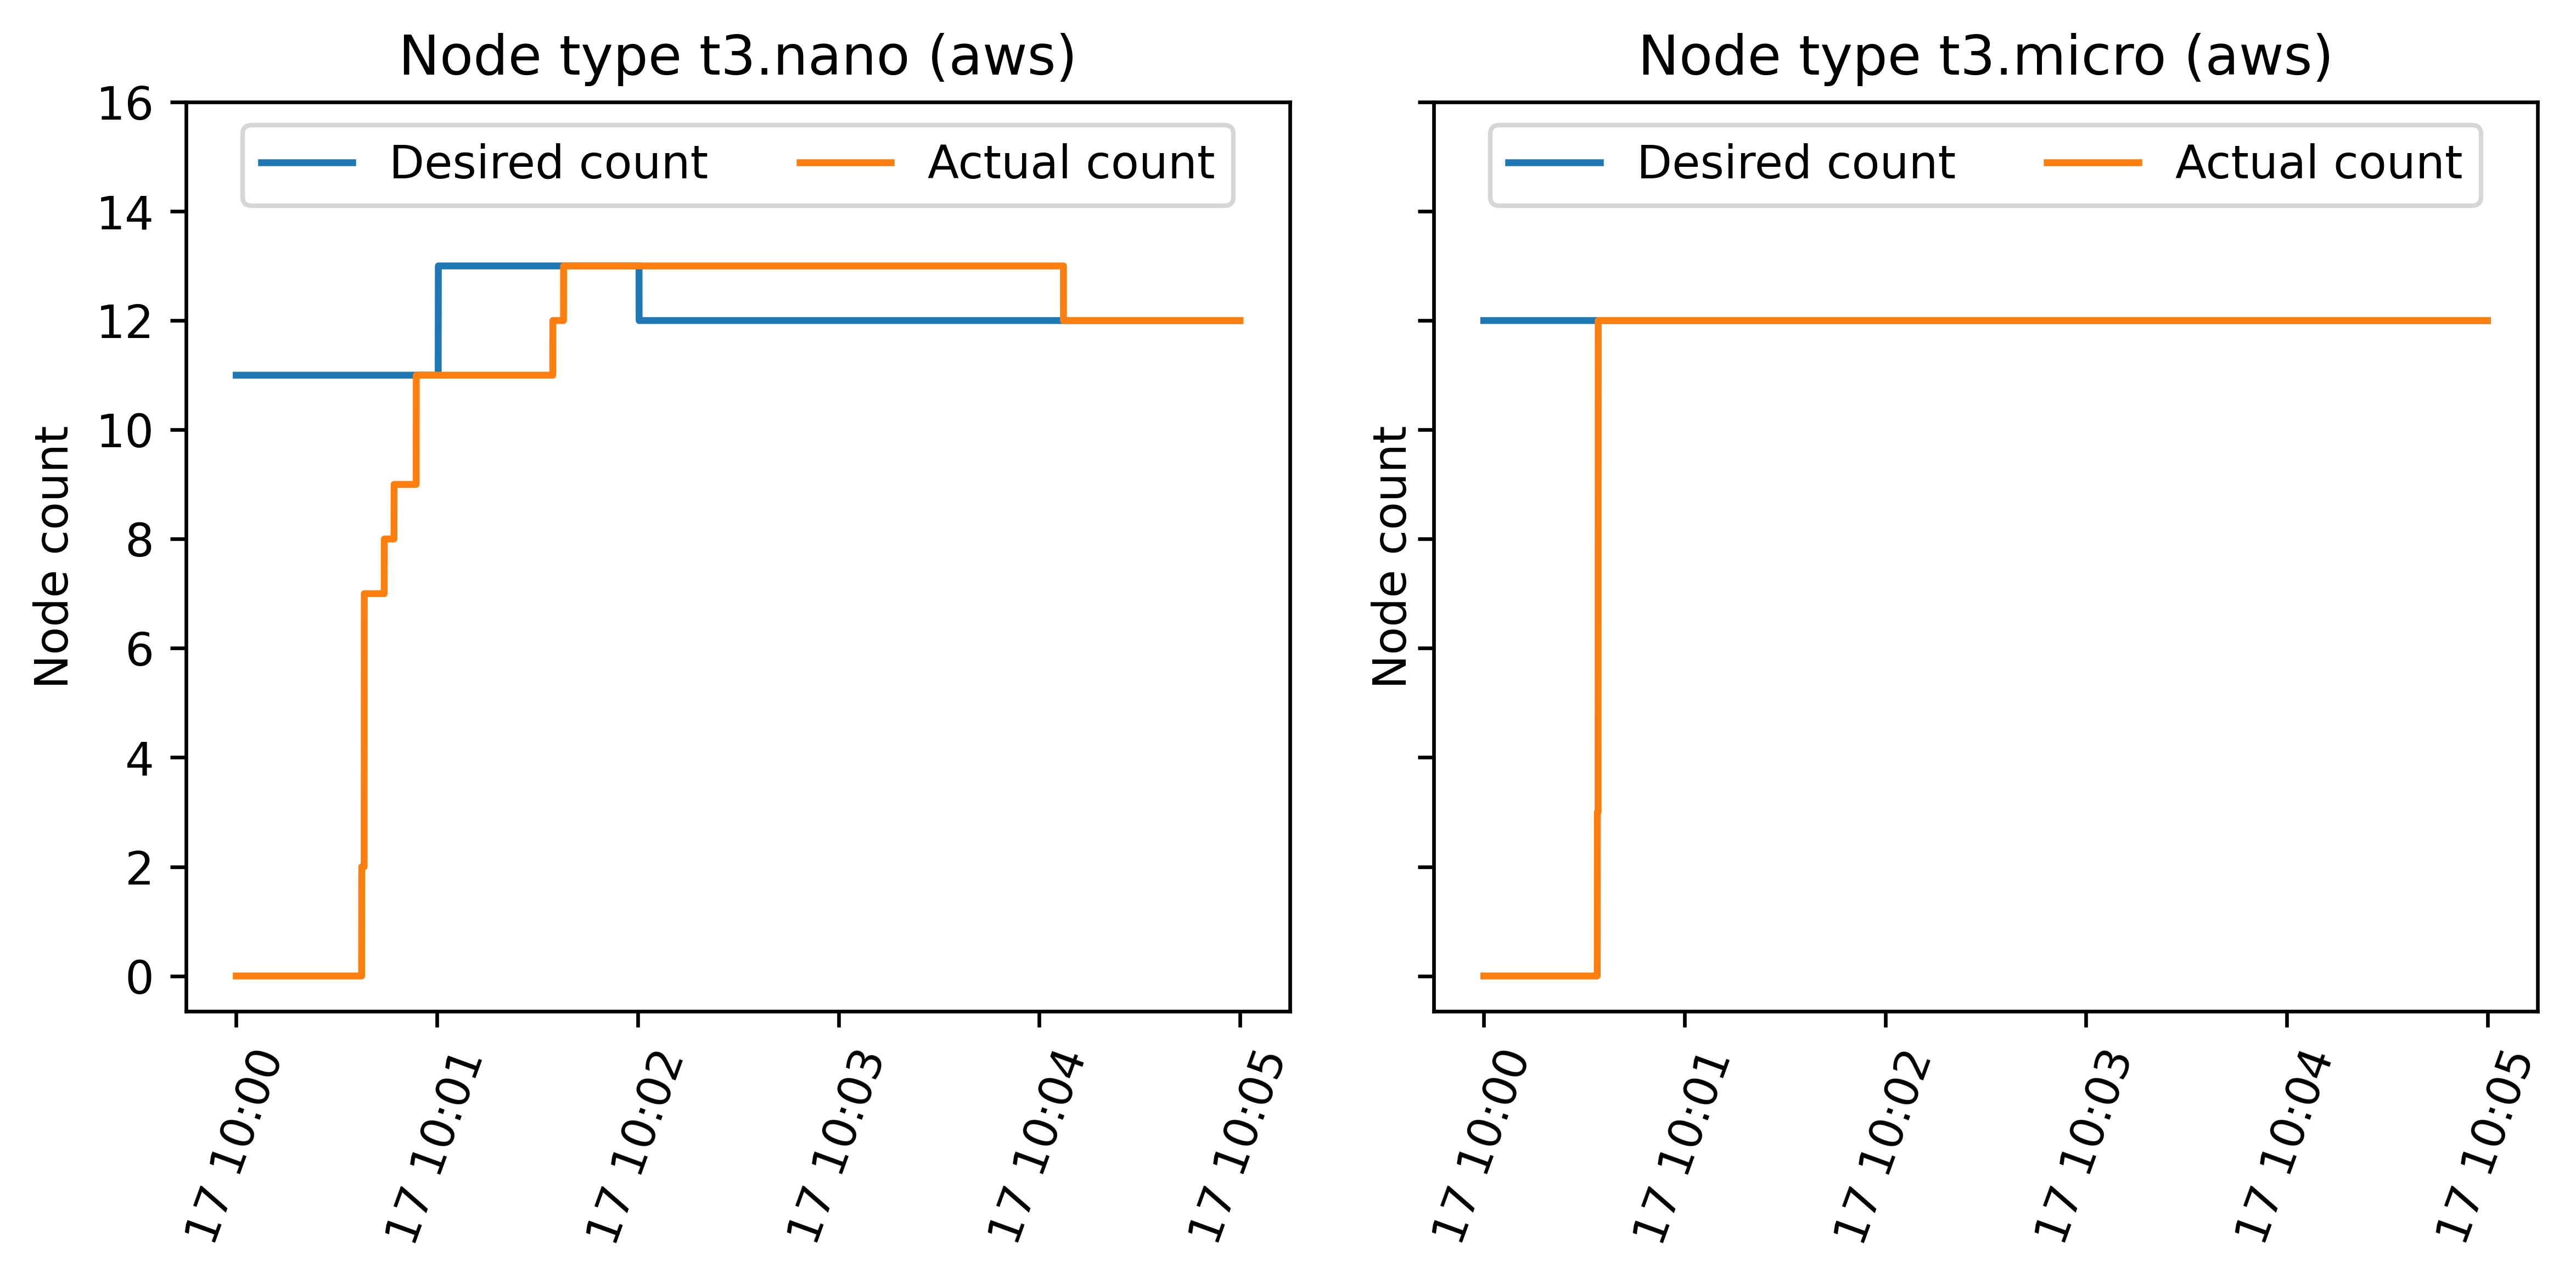 Node type t3.nano (aws)
Desired count
Actual count
Node count
16
14
12
10
8
6
4
2
0
17 10:00
17 10:01
17 10:02
17 10:03
17 10:04
17 10:05
Node type t3.micro (aws)
Desired count
Actual count
Node count
17 10:00
17 10:01
17 10:02
17 10:03
17 10:04
17 10:05